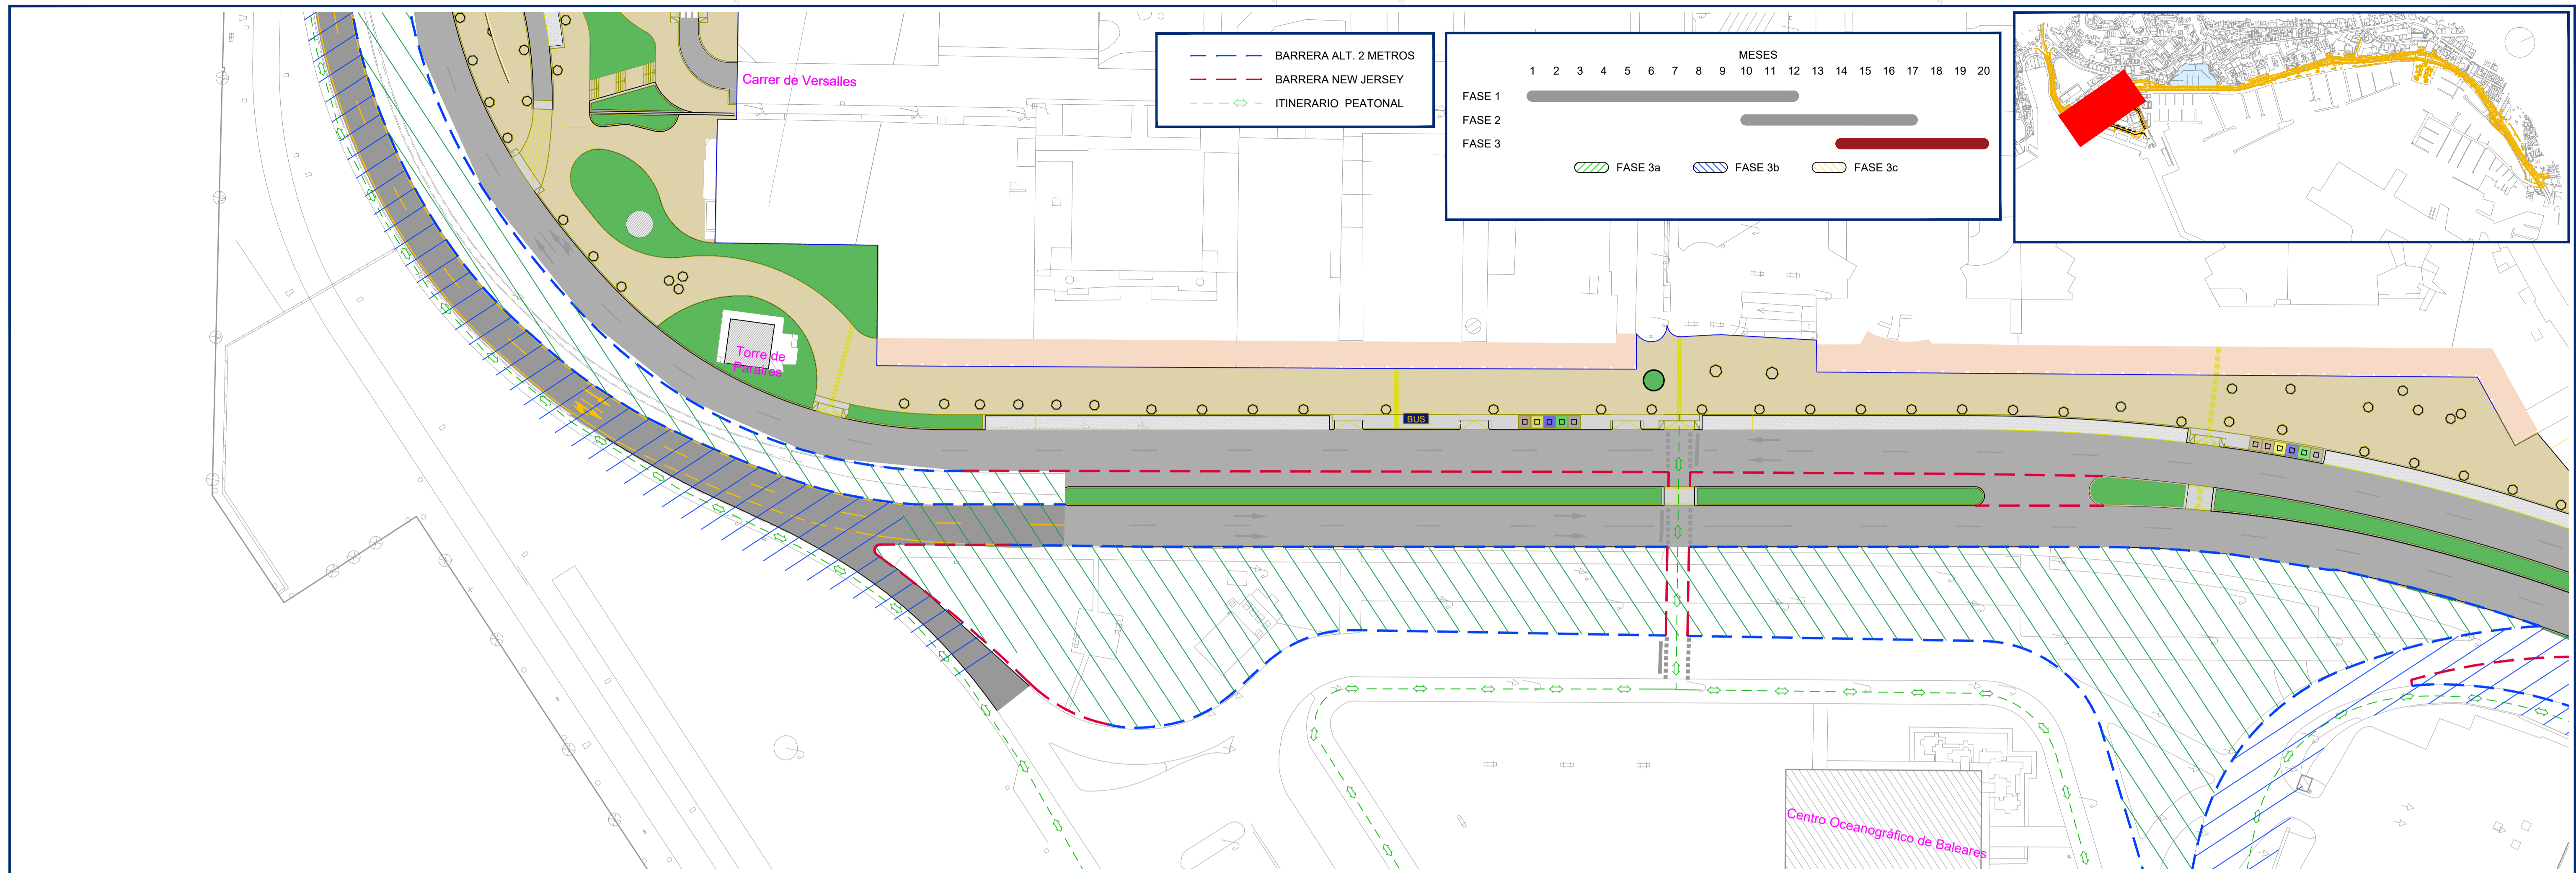 Carrer de Versalles
BARRERA ALT. 2 METROS
BARRERA NEW JERSEY
ITINERARIO PEATONAL
MESES
1 2 3 4 5 6 7 8 9 10 11 12 13 14 15 16 17 18 19 20
FASE 1
FASE 2
FASE 3
FASE 3a FASE 3b FASE 3c
Torre de
Paraires
BUS
Centro Oceanográfico de Baleares